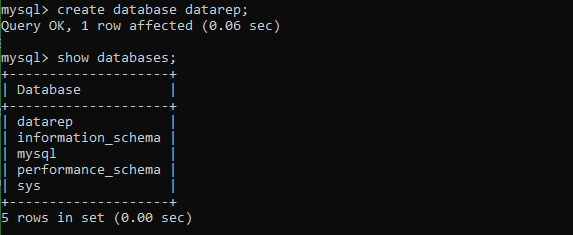 mysql> create database datarep;
Query OK, 1 row affected (0.06 sec)
mysql> show databases;
+--------------------+
| Database           |
+--------------------+
| datarep            |
| information_schema |
| mysql              |
| performance_schema |
| sys                |
+--------------------+
5 rows in set (0.00 sec)